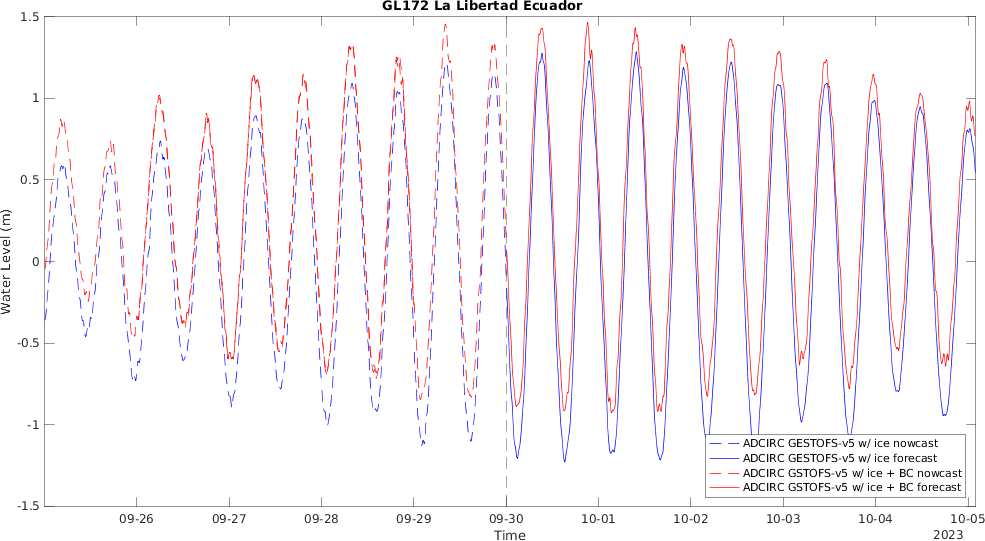 GL172 La Libertad Ecuador
1.5
1
0.5
0
-0.5
-1
-1.5
Water Level (m)
ADCIRC GESTOFS-v5 w/ ice nowcast
ADCIRC GESTOFS-v5 w/ ice forecast
ADCIRC GSTOFS-v5 w/ ice + BC nowcast
ADCIRC GSTOFS-v5 w/ ice + BC forecast
09-26 09-27 09-28 09-29 09-30 10-01 10-02 10-03 10-04 10-05
Time 2023